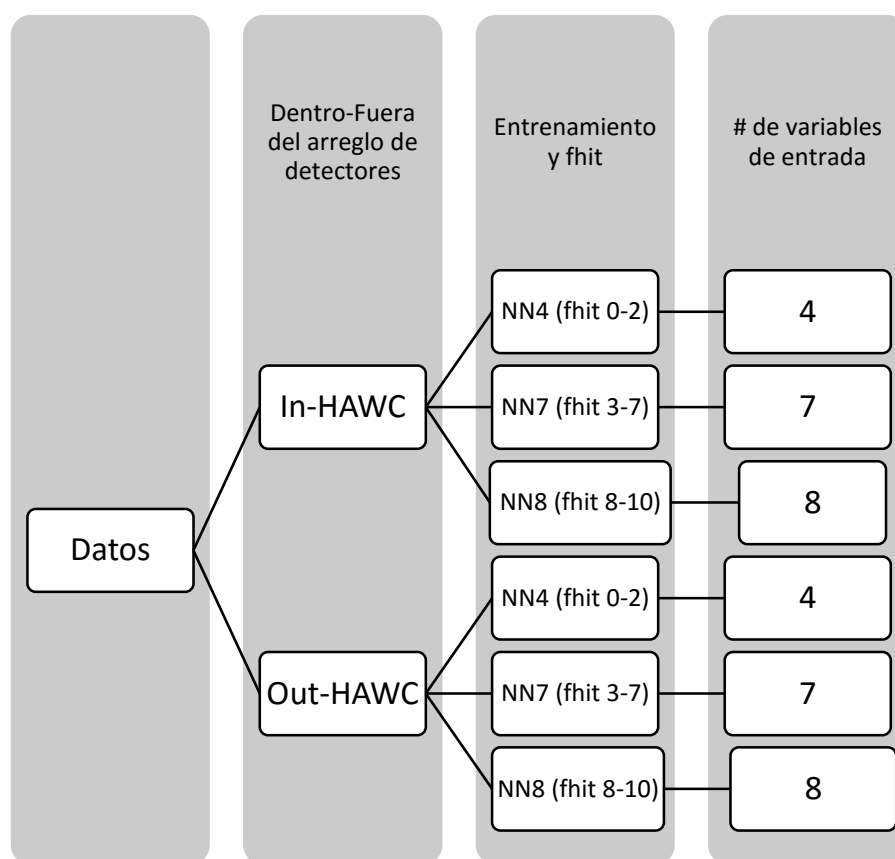 Dentro-Fuera
del arreglo de
detectores
Entrenamiento
y fhit
# de variables
de entrada
Datos
In-HAWC
NN4 (fhit 0-2)
4
NN7 (fhit 3-7)
7
NN8 (fhit 8-10)
8
Out-HAWC
NN4 (fhit 0-2)
4
NN7 (fhit 3-7)
7
NN8 (fhit 8-10)
8